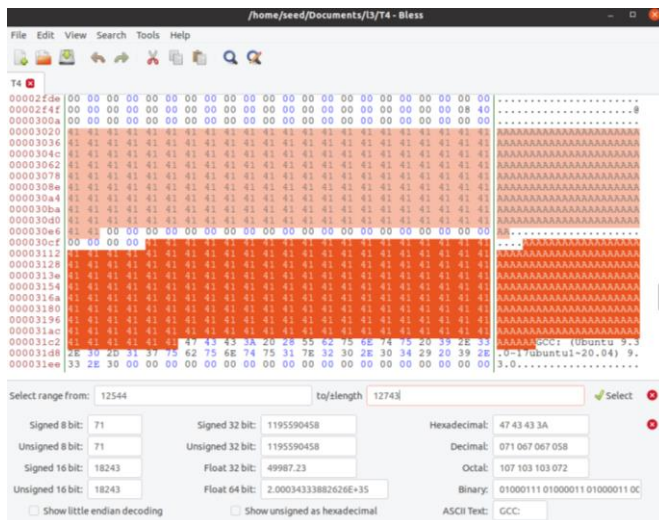 /home/seed/Documents/l3/T4 - Bless
File Edit View Search Tools Help
T4
00002fde 00 00 00 00 00 00 00 00 00 00 00 00 00 00 00 00 00 00 00 00 00 00 ......................
00002f4f 00 00 00 00 00 00 00 00 00 00 00 00 00 00 00 00 00 00 00 00 08 40 .....................@
0000300a 00 00 00 00 00 00 00 00 00 00 00 00 00 00 00 00 00 00 00 00 00 00 ......................
00003020 41 41 41 41 41 41 41 41 41 41 41 41 41 41 41 41 41 41 41 41 41 41 AAAAAAAAAAAAAAAAAAAAAA
00003036 41 41 41 41 41 41 41 41 41 41 41 41 41 41 41 41 41 41 41 41 41 41 AAAAAAAAAAAAAAAAAAAAAA
0000304c 41 41 41 41 41 41 41 41 41 41 41 41 41 41 41 41 41 41 41 41 41 41 AAAAAAAAAAAAAAAAAAAAAA
00003062 41 41 41 41 41 41 41 41 41 41 41 41 41 41 41 41 41 41 41 41 41 41 AAAAAAAAAAAAAAAAAAAAAA
00003078 41 41 41 41 41 41 41 41 41 41 41 41 41 41 41 41 41 41 41 41 41 41 AAAAAAAAAAAAAAAAAAAAAA
0000308e 41 41 41 41 41 41 41 41 41 41 41 41 41 41 41 41 41 41 41 41 41 41 AAAAAAAAAAAAAAAAAAAAAA
000030a4 41 41 41 41 41 41 41 41 41 41 41 41 41 41 41 41 41 41 41 41 41 41 AAAAAAAAAAAAAAAAAAAAAA
000030ba 41 41 41 41 41 41 41 41 41 41 41 41 41 41 41 41 41 41 41 41 41 41 AAAAAAAAAAAAAAAAAAAAAA
000030d0 41 41 41 41 41 41 41 41 41 41 41 41 41 41 41 41 41 41 41 41 41 41 AAAAAAAAAAAAAAAAAAAAAA
000030e6 41 41 00 00 00 00 00 00 00 00 00 00 00 00 00 00 00 00 00 00 00 00 AA....................
000030cf 00 00 00 00 41 41 41 41 41 41 41 41 41 41 41 41 41 41 41 41 41 41 ....AAAAAAAAAAAAAAAAAA
00003112 41 41 41 41 41 41 41 41 41 41 41 41 41 41 41 41 41 41 41 41 41 41 AAAAAAAAAAAAAAAAAAAAAA
00003128 41 41 41 41 41 41 41 41 41 41 41 41 41 41 41 41 41 41 41 41 41 41 AAAAAAAAAAAAAAAAAAAAAA
0000313e 41 41 41 41 41 41 41 41 41 41 41 41 41 41 41 41 41 41 41 41 41 41 AAAAAAAAAAAAAAAAAAAAAA
00003154 41 41 41 41 41 41 41 41 41 41 41 41 41 41 41 41 41 41 41 41 41 41 AAAAAAAAAAAAAAAAAAAAAA
0000316a 41 41 41 41 41 41 41 41 41 41 41 41 41 41 41 41 41 41 41 41 41 41 AAAAAAAAAAAAAAAAAAAAAA
00003180 41 41 41 41 41 41 41 41 41 41 41 41 41 41 41 41 41 41 41 41 41 41 AAAAAAAAAAAAAAAAAAAAAA
00003196 41 41 41 41 41 41 41 41 41 41 41 41 41 41 41 41 41 41 41 41 41 41 AAAAAAAAAAAAAAAAAAAAAA
000031ac 41 41 41 41 41 41 41 41 41 41 41 41 41 41 41 41 41 41 41 41 41 41 AAAAAAAAAAAAAAAAAAAAAA
000031c2 41 41 41 41 41 41 47 43 43 3A 20 28 55 62 75 6E 74 75 20 39 2E 33 AAAAAAGCC: (Ubuntu 9.3
000031d8 2E 30 2D 31 37 75 62 75 6E 74 75 31 7E 32 30 2E 30 34 29 20 39 2E .0-17ubuntu1~20.04) 9.
000031ee 33 2E 30 00 00 00 00 00 00 00 00 00 00 00 00 00 00 00 00 00 00 00 3.0...................
Select range from: 12544 to/±length 12743 Select
Signed 8 bit: 71 Signed 32 bit: 1195590458 Hexadecimal: 47 43 43 3A
Unsigned 8 bit: 71 Unsigned 32 bit: 1195590458 Decimal: 071 067 067 058
Signed 16 bit: 18243 Float 32 bit: 49987.23 Octal: 107 103 103 072
Unsigned 16 bit: 18243 Float 64 bit: 2.00034333882626E+35 Binary: 01000111 01000011 01000011 0C
Show little endian decoding Show unsigned as hexadecimal ASCII Text: GCC: